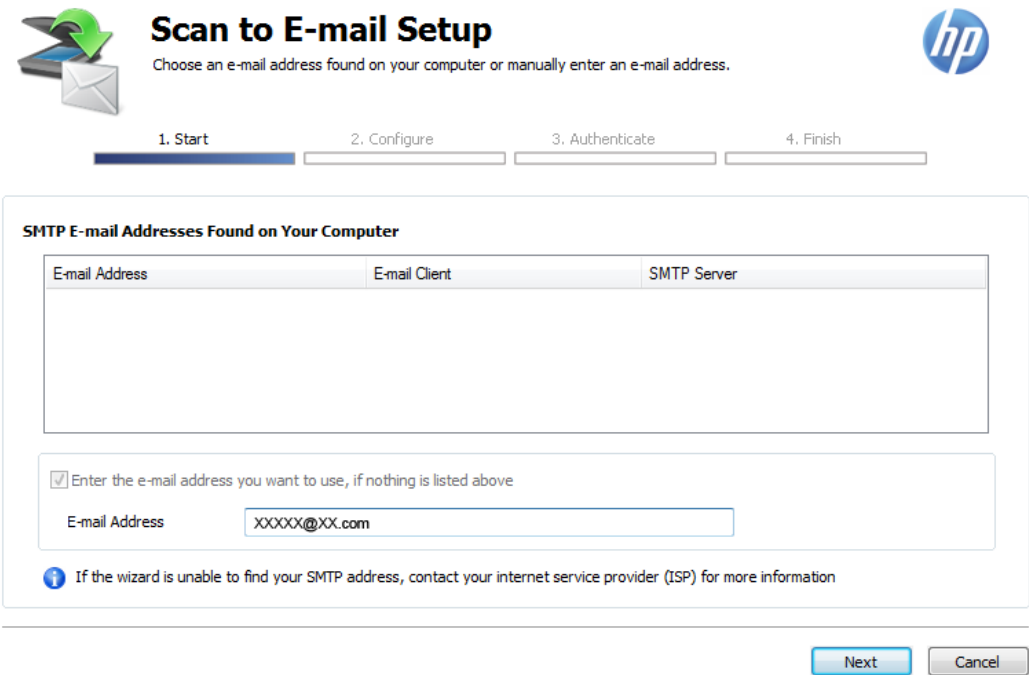 Scan to E-mail Setup
hp
Choose an e-mail address found on your computer or manually enter an e-mail address.
1. Start 2. Configure 3. Authenticate 4. Finish
SMTP E-mail Addresses Found on Your Computer
E-mail Address E-mail Client SMTP Server
Enter the e-mail address you want to use, if nothing is listed above
E-mail Address XXXXX@XX.com
If the wizard is unable to find your SMTP address, contact your internet service provider (ISP) for more information
Next Cancel